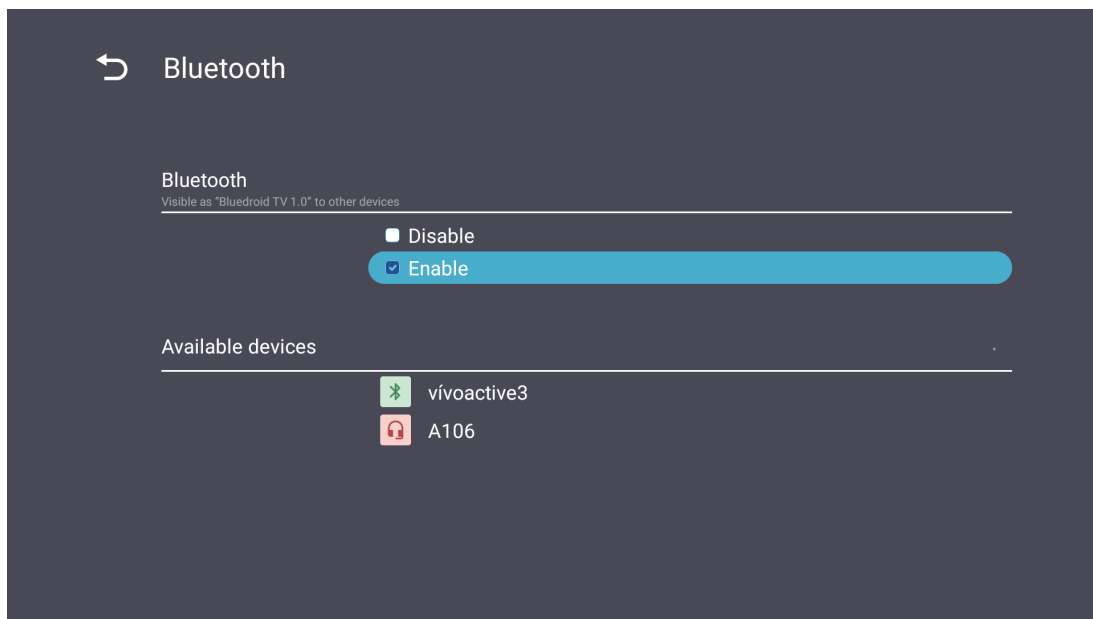 Bluetooth
Bluetooth
Visible as "Bluedroid TV 1.0" to other devices
Disable
Enable
Available devices
vívoactive3
A106